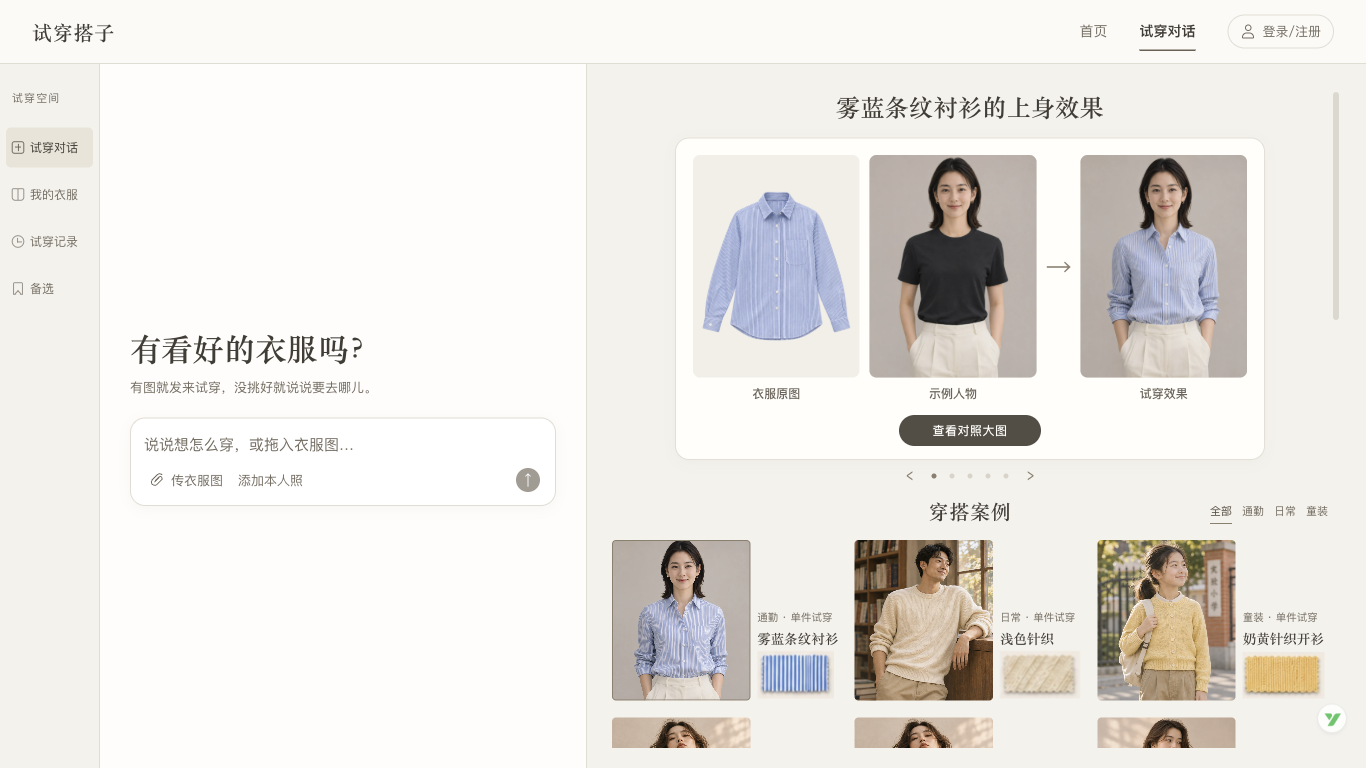 试穿搭子
首页
试穿对话
登录/注册
试穿空间
试穿对话
我的衣服
试穿记录
备选
有看好的衣服吗?
有图就发来试穿，没挑好就说说要去哪儿。
说说想怎么穿，或拖入衣服图...
传衣服图
添加本人照
雾蓝条纹衬衫的上身效果
衣服原图
示例人物
试穿效果
查看对照大图
穿搭案例
全部
通勤
日常
童装
通勤 · 单件试穿
雾蓝条纹衬衫
日常 · 单件试穿
浅色针织
童装 · 单件试穿
奶黄针织开衫